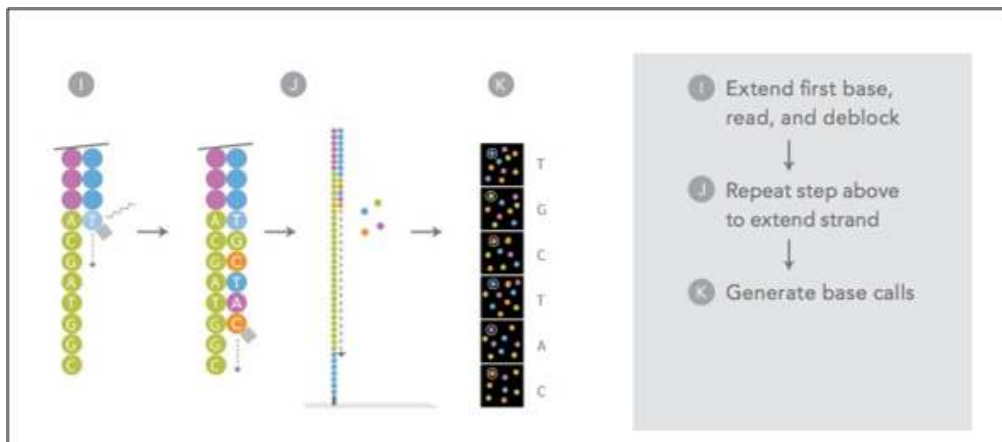 I
J
K
A T
C
G
A
T
G
G
C
A T
C G
G C
A T
T A
G C
G
C
T
G
C
T
A
C
I Extend first base,
read, and deblock
J Repeat step above
to extend strand
K Generate base calls